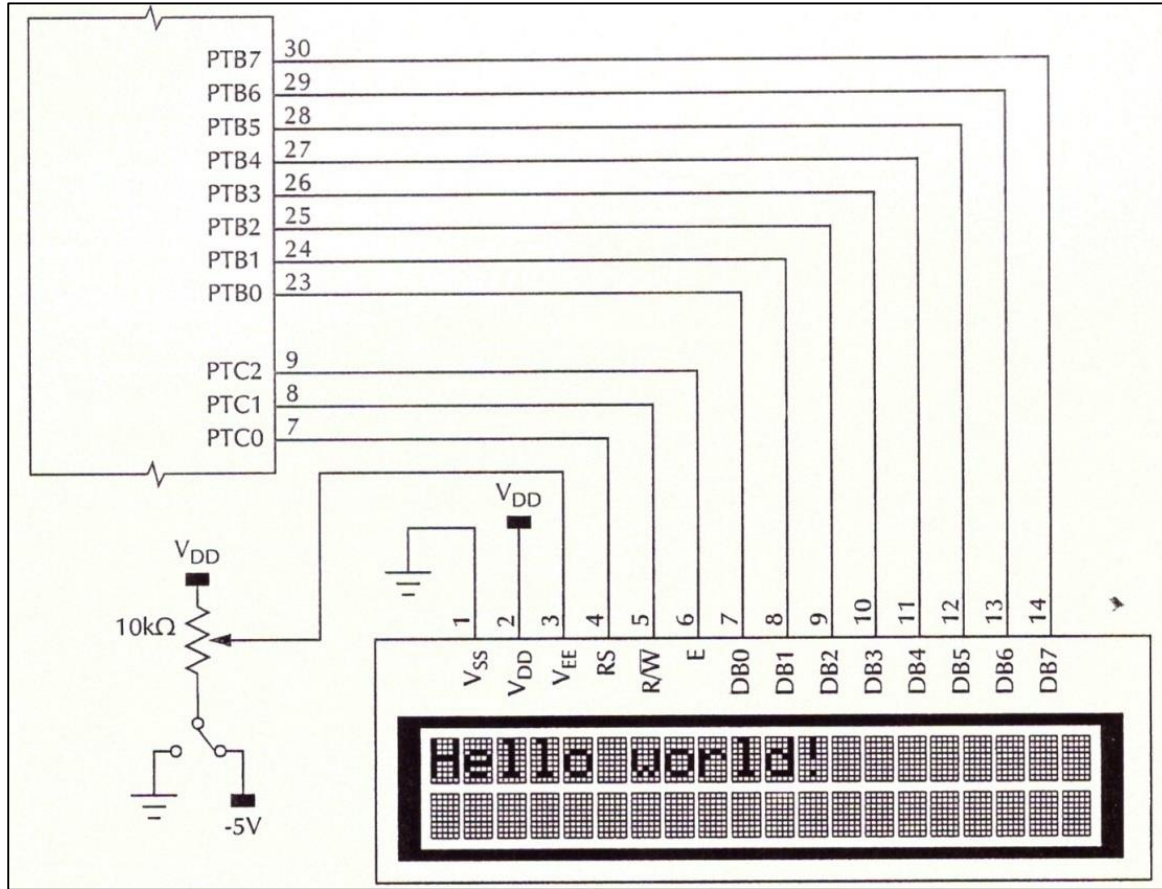 PTB7 30
PTB6 29
PTB5 28
PTB4 27
PTB3 26
PTB2 25
PTB1 24
PTB0 23
PTC2 9
PTC1 8
PTC0 7
VDD
VDD
10kΩ
-5V
1 2 3 4 5 6 7 8 9 10 11 12 13 14
VSS VDD VEE RS R/W̅ E DB0 DB1 DB2 DB3 DB4 DB5 DB6 DB7
Hello world!